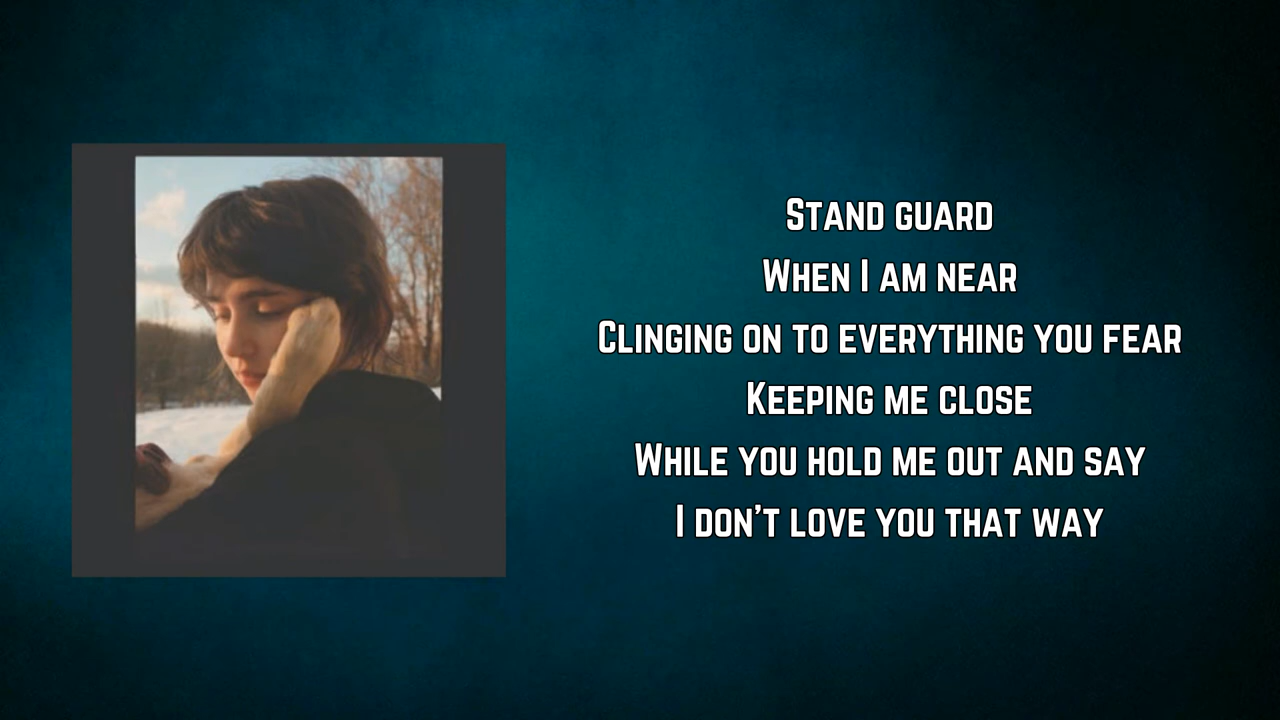 Stand guard
When I am near
Clinging on to everything you fear
Keeping me close
While you hold me out and say
I don't love you that way